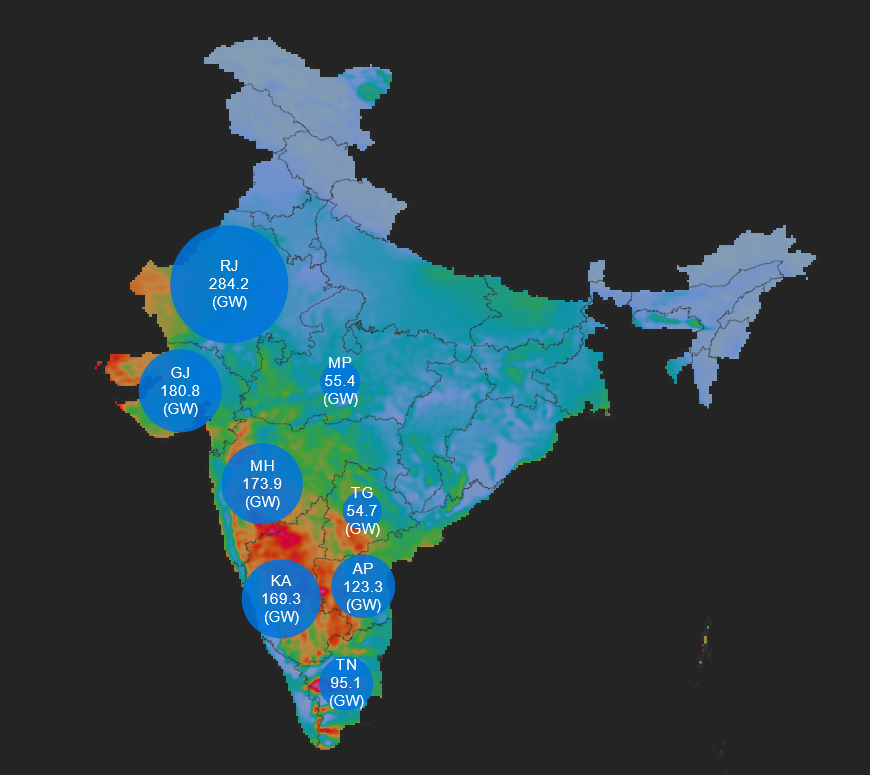 RJ
284.2
(GW)
GJ
180.8
(GW)
MP
55.4
(GW)
MH
173.9
(GW)
TG
54.7
(GW)
KA
169.3
(GW)
AP
123.3
(GW)
TN
95.1
(GW)